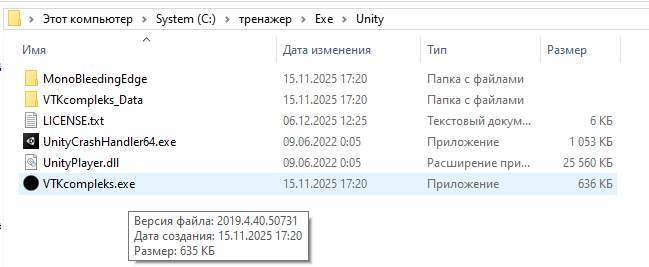 Этот компьютер > System (C:) > тренажер > Exe > Unity
Имя Дата изменения Тип Размер
MonoBleedingEdge 15.11.2025 17:20 Папка с файлами
VTKcompleks_Data 15.11.2025 17:20 Папка с файлами
LICENSE.txt 06.12.2025 12:25 Текстовый докум... 6 КБ
UnityCrashHandler64.exe 09.06.2022 0:05 Приложение 1 053 КБ
UnityPlayer.dll 09.06.2022 0:05 Расширение при... 25 560 КБ
VTKcompleks.exe 15.11.2025 17:20 Приложение 636 КБ
Версия файла: 2019.4.40.50731
Дата создания: 15.11.2025 17:20
Размер: 635 КБ